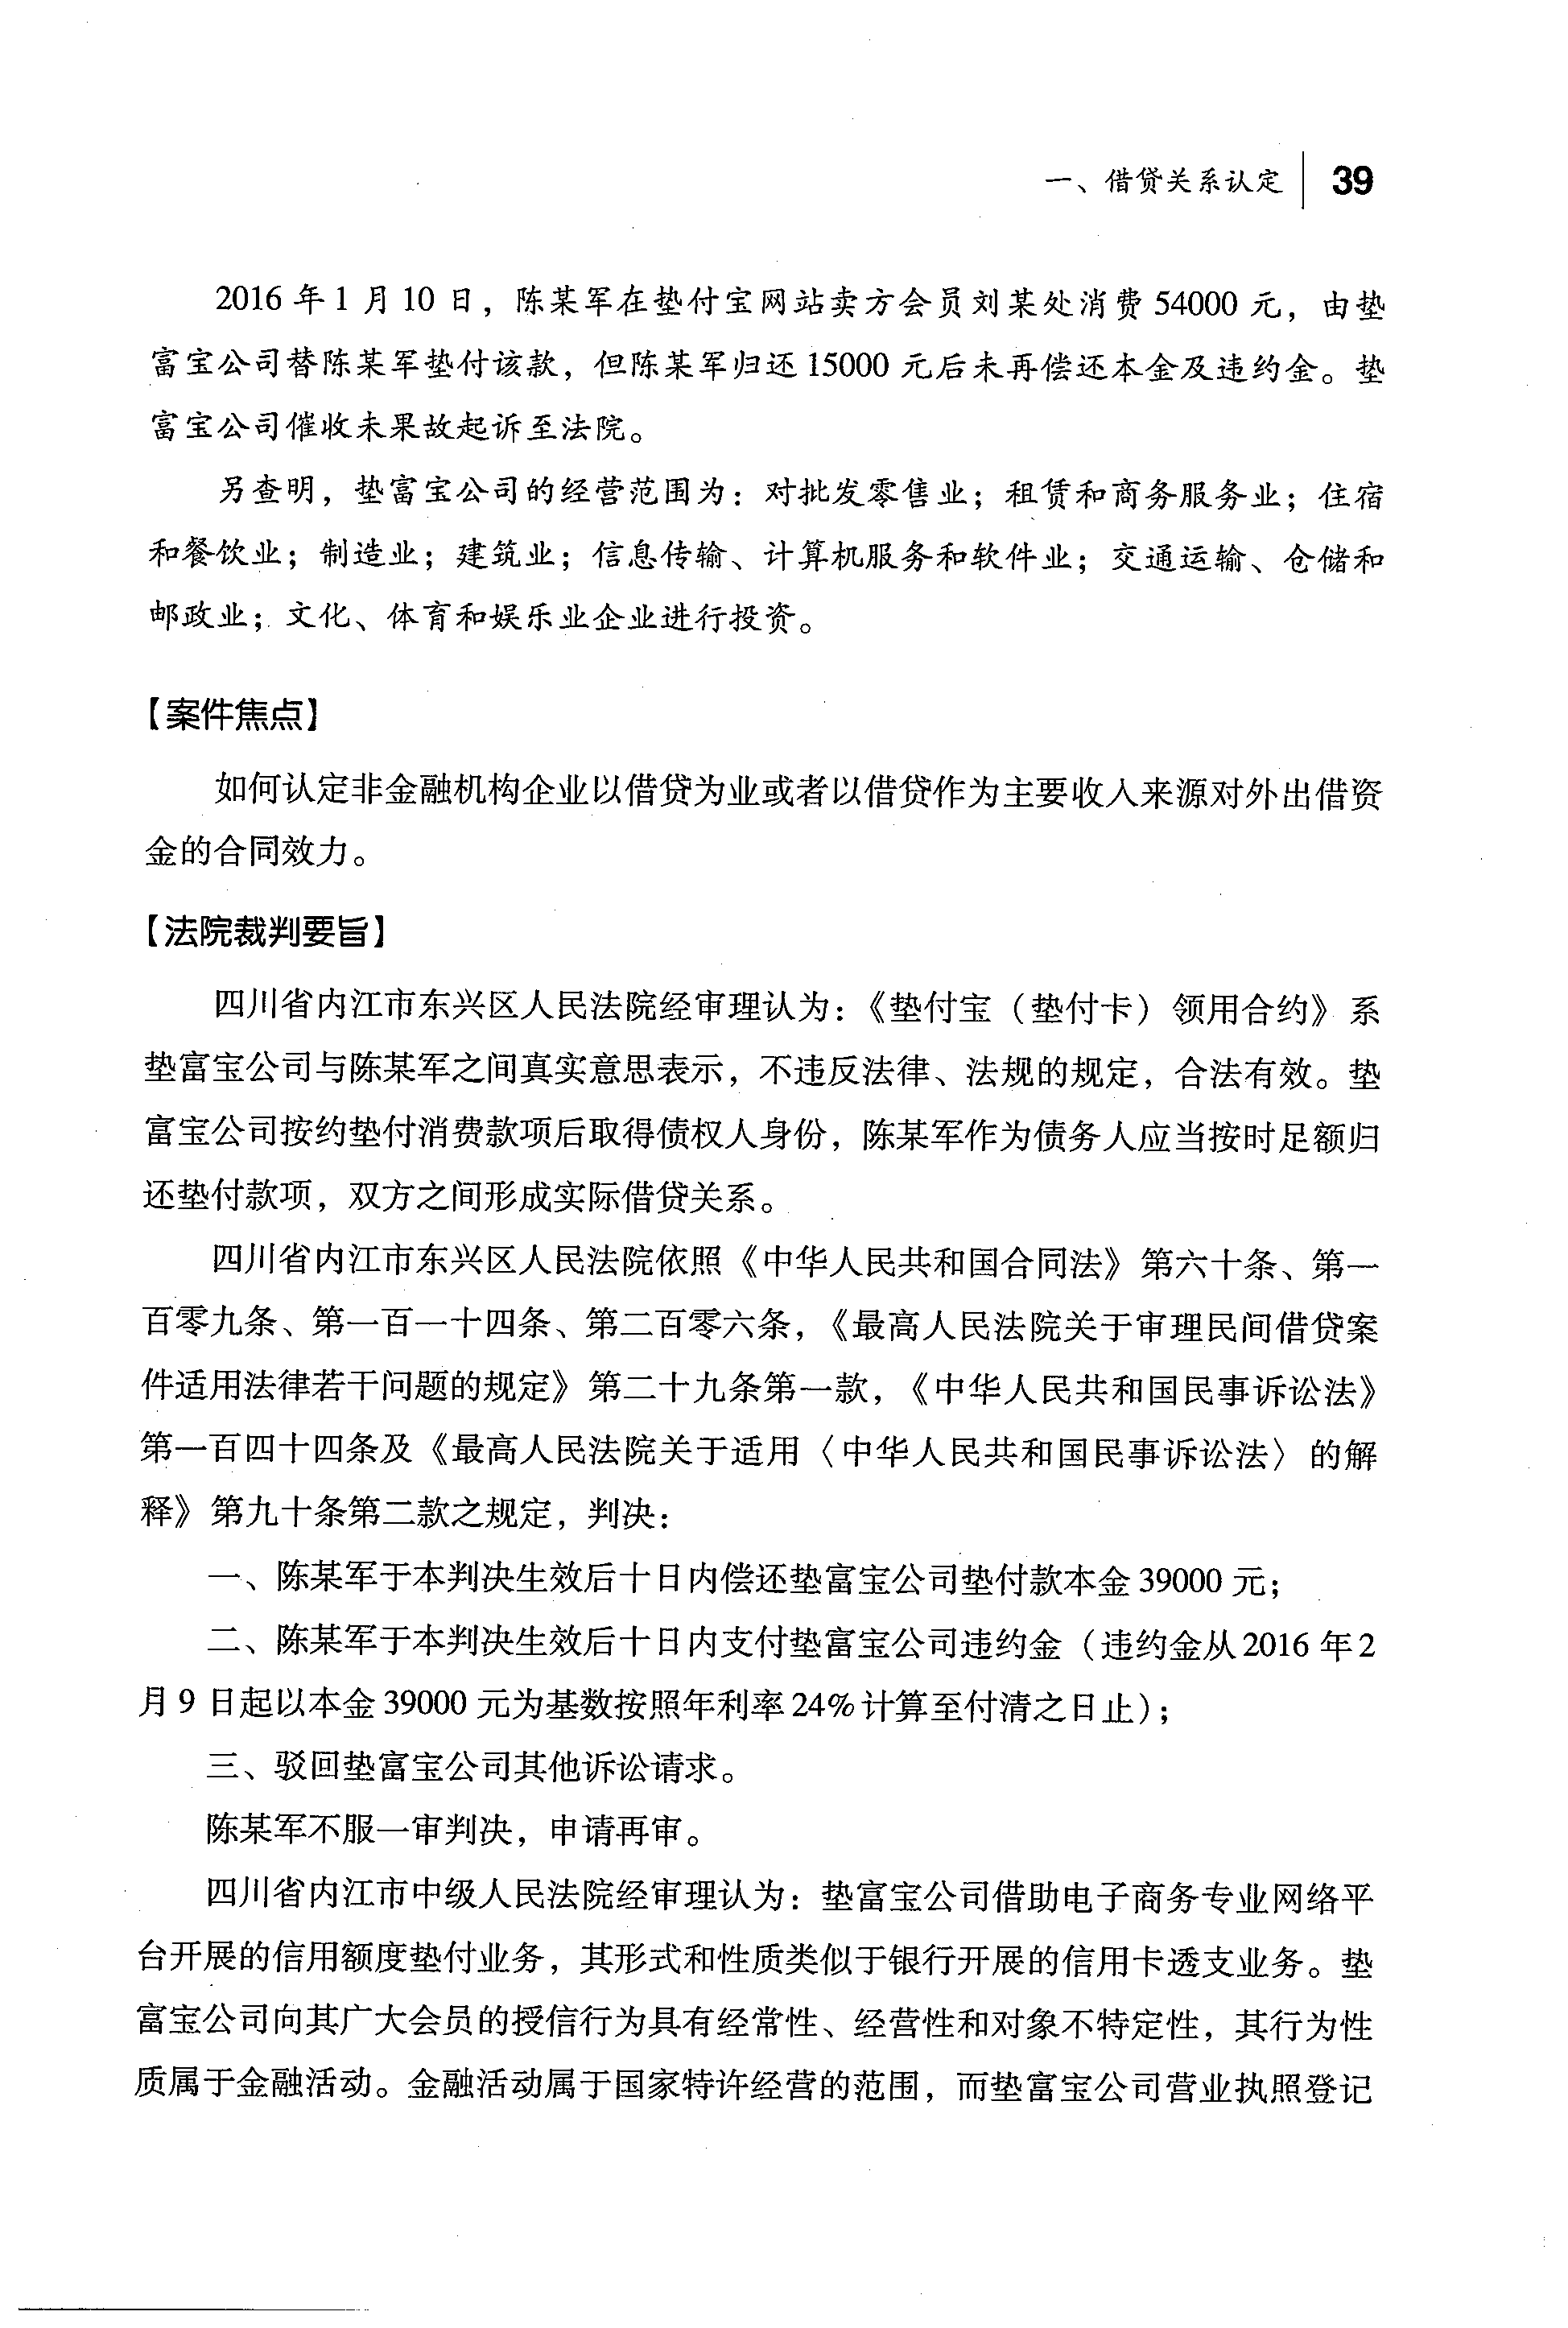 一、借贷关系认定 39
2016年1月10日，陈某军在垫付宝网站卖方会员刘某处消费54000元，由垫
富宝公司替陈某军垫付该款，但陈某军归还15000元后未再偿还本金及违约金。垫
富宝公司催收未果故起诉至法院。
另查明，垫富宝公司的经营范围为：对批发零售业；租赁和商务服务业；住宿
和餐饮业；制造业；建筑业；信息传输、计算机服务和软件业；交通运输、仓储和
邮政业；文化、体育和娱乐业企业进行投资。
【案件焦点】
如何认定非金融机构企业以借贷为业或者以借贷作为主要收入来源对外出借资
金的合同效力。
【法院裁判要旨】
四川省内江市东兴区人民法院经审理认为：《垫付宝（垫付卡）领用合约》系
垫富宝公司与陈某军之间真实意思表示，不违反法律、法规的规定，合法有效。垫
富宝公司按约垫付消费款项后取得债权人身份，陈某军作为债务人应当按时足额归
还垫付款项，双方之间形成实际借贷关系。
四川省内江市东兴区人民法院依照《中华人民共和国合同法》第六十条、第一
百零九条、第一百一十四条、第二百零六条，《最高人民法院关于审理民间借贷案
件适用法律若干问题的规定》第二十九条第一款，《中华人民共和国民事诉讼法》
第一百四十四条及《最高人民法院关于适用〈中华人民共和国民事诉讼法〉的解
释》第九十条第二款之规定，判决：
一、陈某军于本判决生效后十日内偿还垫富宝公司垫付款本金39000元；
二、陈某军于本判决生效后十日内支付垫富宝公司违约金（违约金从2016年2
月9日起以本金39000元为基数按照年利率24%计算至付清之日止）；
三、驳回垫富宝公司其他诉讼请求。
陈某军不服一审判决，申请再审。
四川省内江市中级人民法院经审理认为：垫富宝公司借助电子商务专业网络平
台开展的信用额度垫付业务，其形式和性质类似于银行开展的信用卡透支业务。垫
富宝公司向其广大会员的授信行为具有经常性、经营性和对象不特定性，其行为性
质属于金融活动。金融活动属于国家特许经营的范围，而垫富宝公司营业执照登记